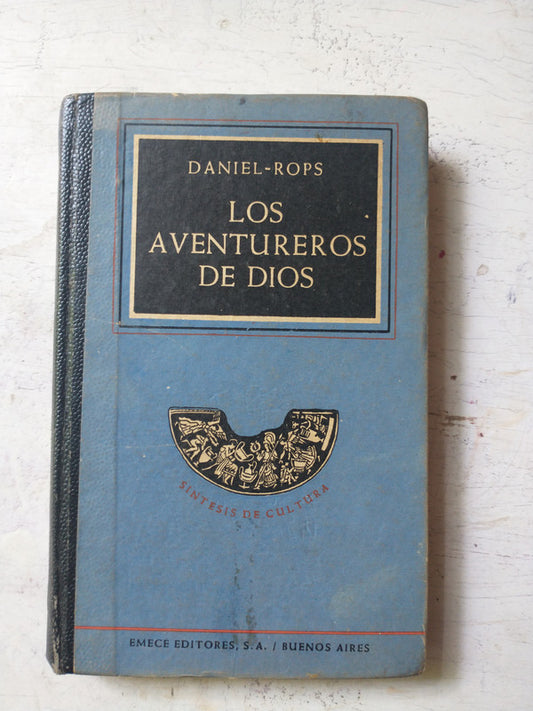 DANIEL-ROPS
LOS
AVENTUREROS
DE DIOS
SINTESIS DE CULTURA
EMECE EDITORES, S.A. / BUENOS AIRES